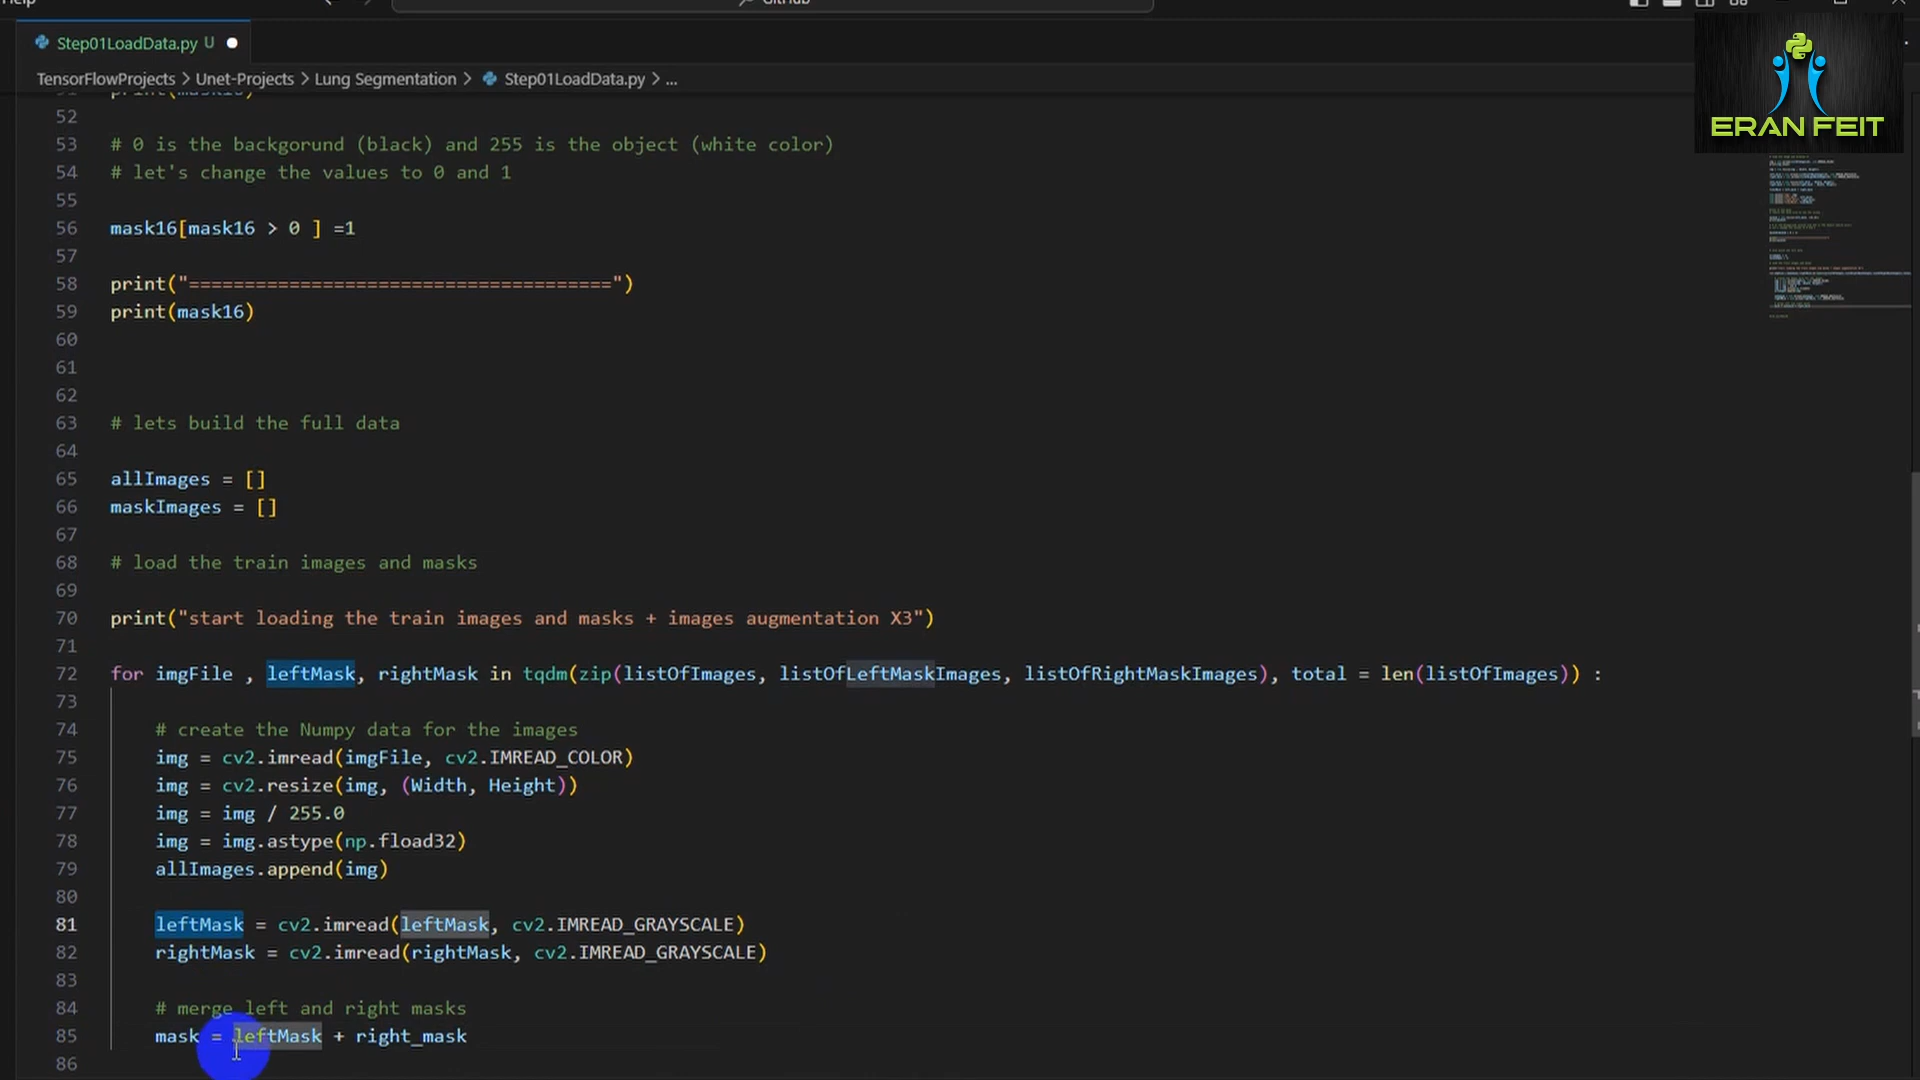 Help
GitHub
Step01LoadData.py U
TensorFlowProjects > Unet-Projects > Lung Segmentation > Step01LoadData.py > ...
ERAN FEIT
51 print(mask16)
52
53 # 0 is the backgorund (black) and 255 is the object (white color)
54 # let's change the values to 0 and 1
55
56 mask16[mask16 > 0 ] =1
57
58 print("======================================")
59 print(mask16)
60
61
62
63 # lets build the full data
64
65 allImages = []
66 maskImages = []
67
68 # load the train images and masks
69
70 print("start loading the train images and masks + images augmentation X3")
71
72 for imgFile , leftMask, rightMask in tqdm(zip(listOfImages, listOfLeftMaskImages, listOfRightMaskImages), total = len(listOfImages)) :
73
74 # create the Numpy data for the images
75 img = cv2.imread(imgFile, cv2.IMREAD_COLOR)
76 img = cv2.resize(img, (Width, Height))
77 img = img / 255.0
78 img = img.astype(np.fload32)
79 allImages.append(img)
80
81 leftMask = cv2.imread(leftMask, cv2.IMREAD_GRAYSCALE)
82 rightMask = cv2.imread(rightMask, cv2.IMREAD_GRAYSCALE)
83
84 # merge left and right masks
85 mask = leftMask + right_mask
86